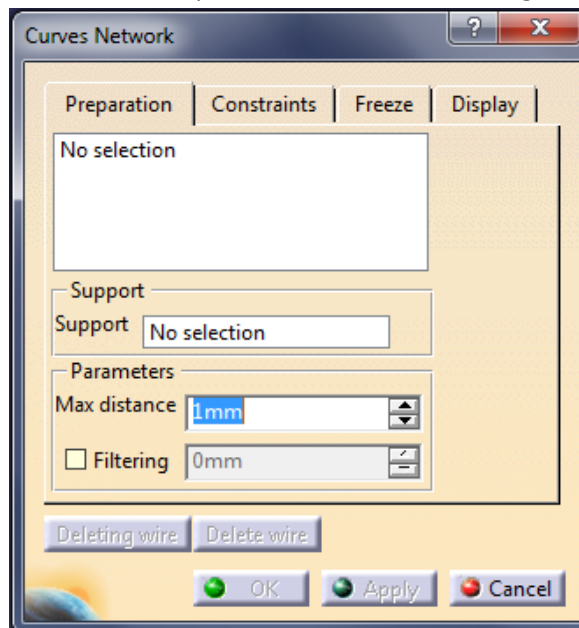 Curves Network
?
X
Preparation Constraints Freeze Display
No selection
Support
Support No selection
Parameters
Max distance 1mm
Filtering 0mm
Deleting wire Delete wire
OK Apply Cancel